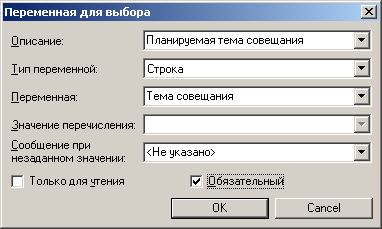 Переменная для выбора
Описание: Планируемая тема совещания
Тип переменной: Строка
Переменная: Тема совещания
Значение перечисления:
Сообщение при
незаданном значении: <Не указано>
Только для чтения Обязательный
OK Cancel